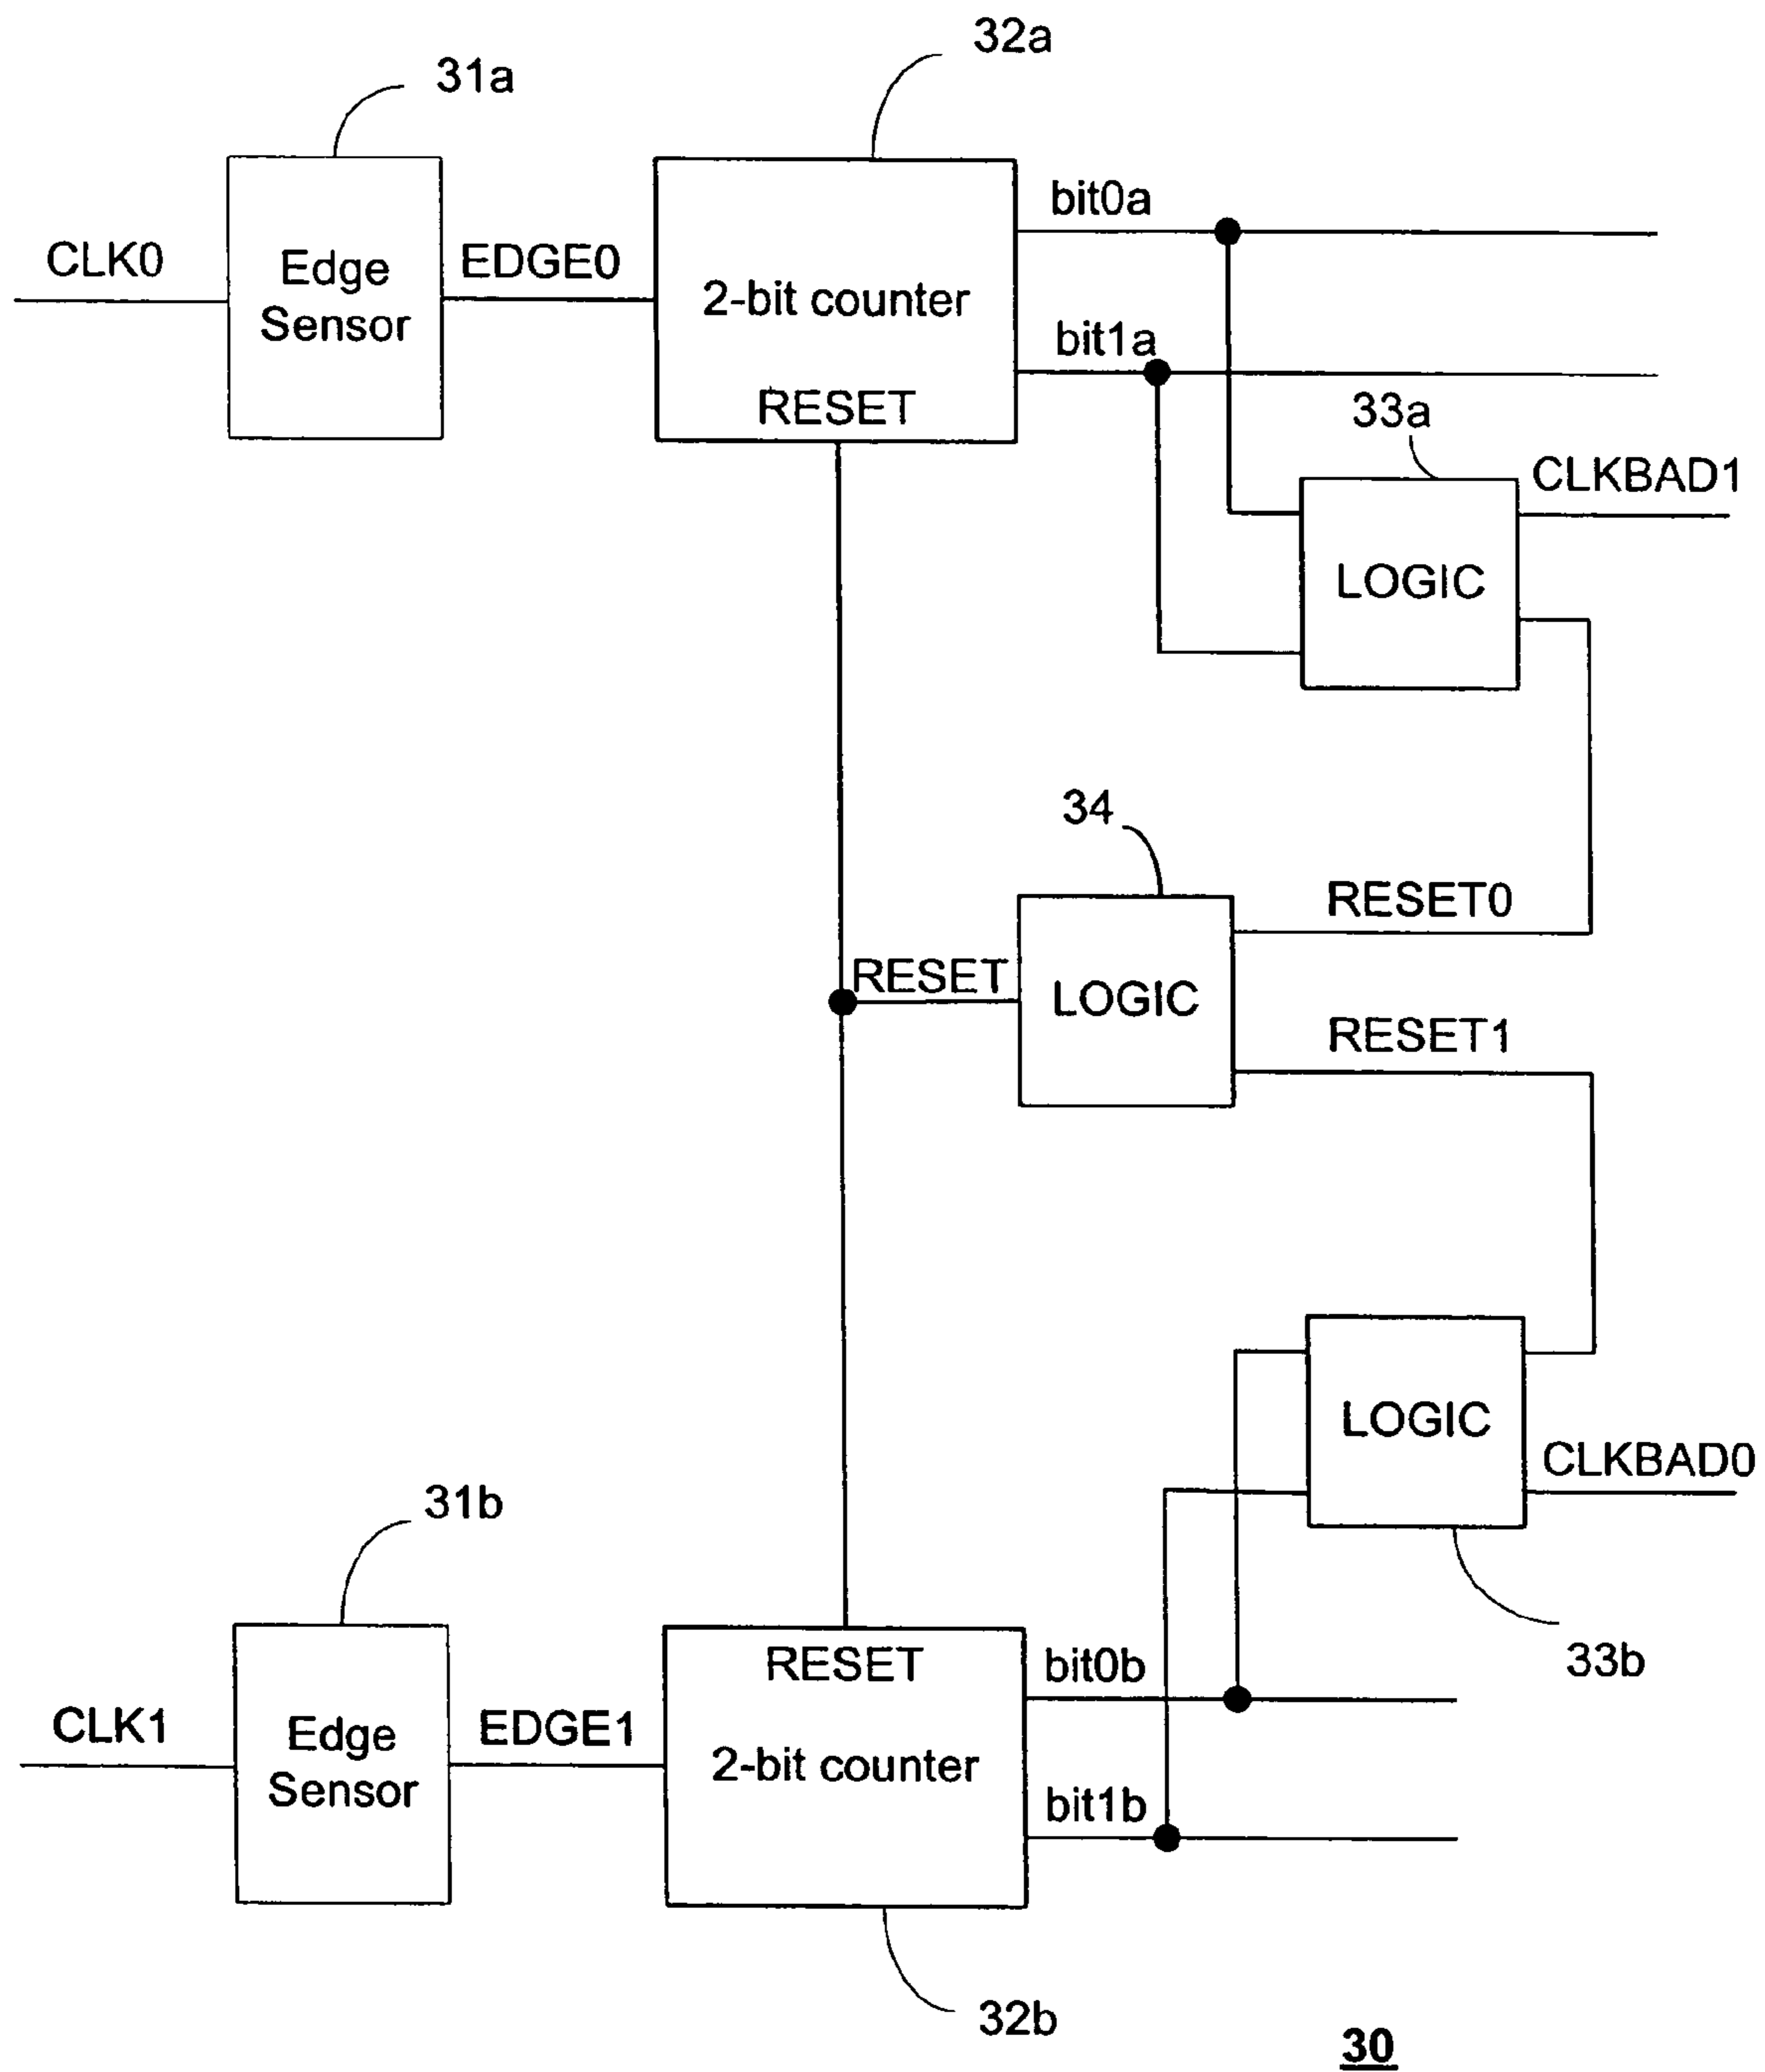 32a
31a
bit0a
CLK0
Edge
Sensor
EDGE0
2-bit counter
bit1a
RESET
33a
CLKBAD1
LOGIC
34
RESET0
RESET
LOGIC
RESET1
LOGIC
CLKBAD0
31b
33b
RESET
bit0b
CLK1
Edge
Sensor
EDGE1
2-bit counter
bit1b
32b
30